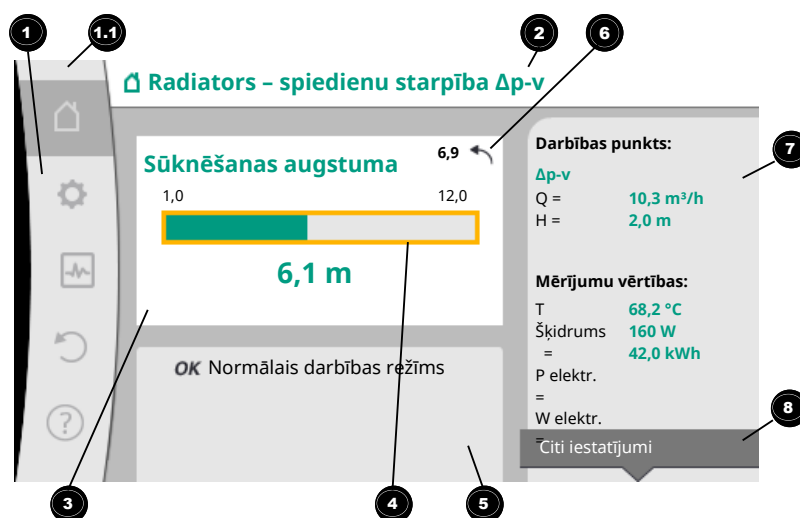 1
1.1
2
6
Radiators – spiedienu starpība Δp-v
Sūknēšanas augstuma
6,9
1,0
12,0
6,1 m
OK Normālais darbības režīms
Darbības punkts:
Δp-v
Q = 10,3 m³/h
H = 2,0 m
Mērījumu vērtības:
T 68,2 °C
Šķidrums 160 W
= 42,0 kWh
P elektr.
=
W elektr.
=
Citi iestatījumi
?
7
8
3
4
5